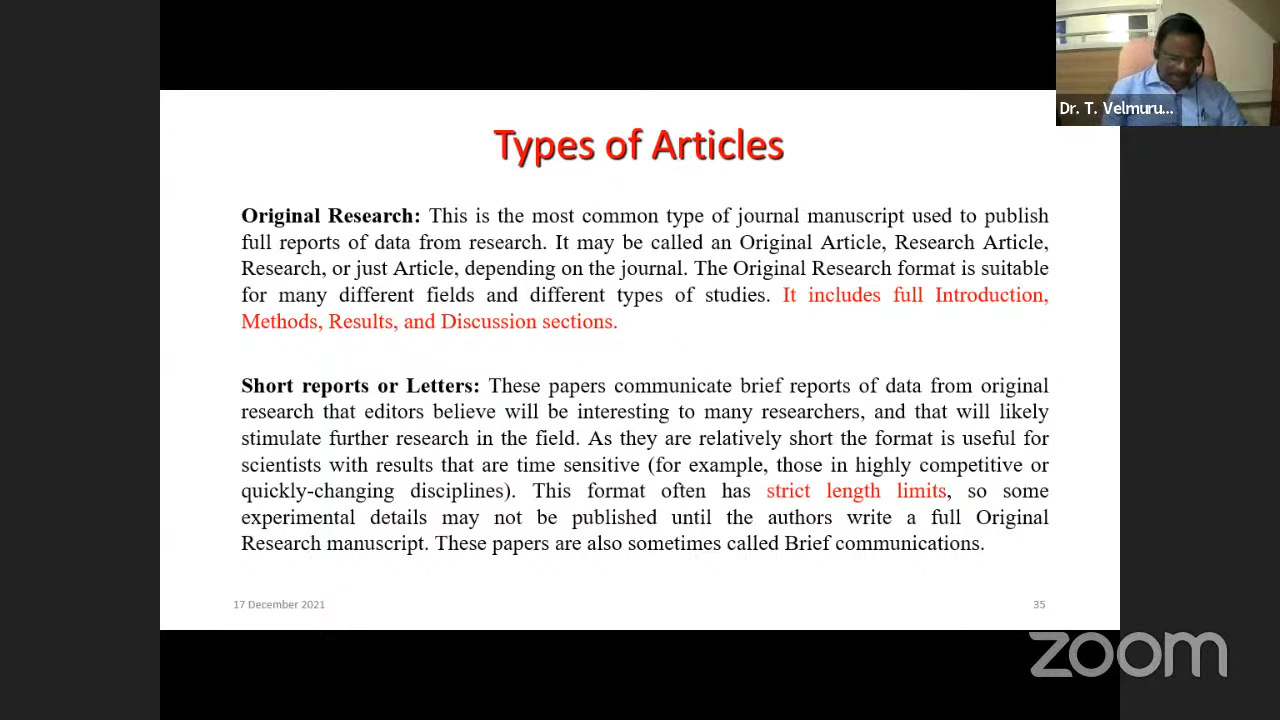 Dr. T. Velmuru...
Types of Articles
Original Research: This is the most common type of journal manuscript used to publish
full reports of data from research. It may be called an Original Article, Research Article,
Research, or just Article, depending on the journal. The Original Research format is suitable
for many different fields and different types of studies. It includes full Introduction,
Methods, Results, and Discussion sections.
Short reports or Letters: These papers communicate brief reports of data from original
research that editors believe will be interesting to many researchers, and that will likely
stimulate further research in the field. As they are relatively short the format is useful for
scientists with results that are time sensitive (for example, those in highly competitive or
quickly-changing disciplines). This format often has strict length limits, so some
experimental details may not be published until the authors write a full Original
Research manuscript. These papers are also sometimes called Brief communications.
17 December 2021
35
zoom